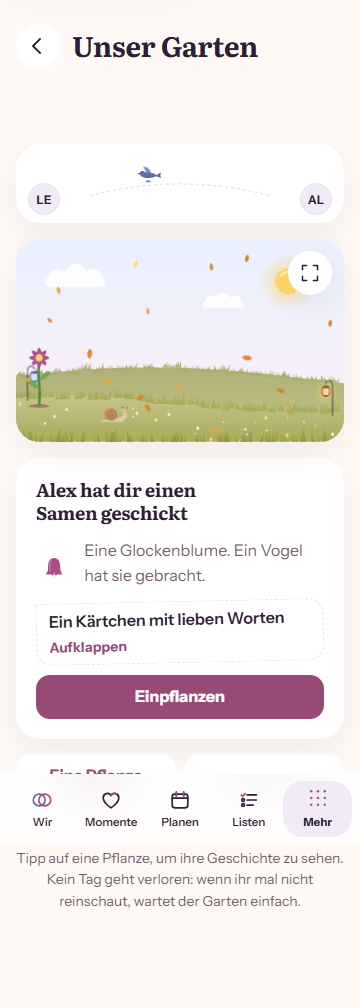 Unser Garten
LE
AL
Alex hat dir einen
Samen geschickt
Eine Glockenblume. Ein Vogel
hat sie gebracht.
Ein Kärtchen mit lieben Worten
Aufklappen
Einpflanzen
Eine Pflanze
Wir
Momente
Planen
Listen
Mehr
Tipp auf eine Pflanze, um ihre Geschichte zu sehen.
Kein Tag geht verloren: wenn ihr mal nicht
reinschaut, wartet der Garten einfach.